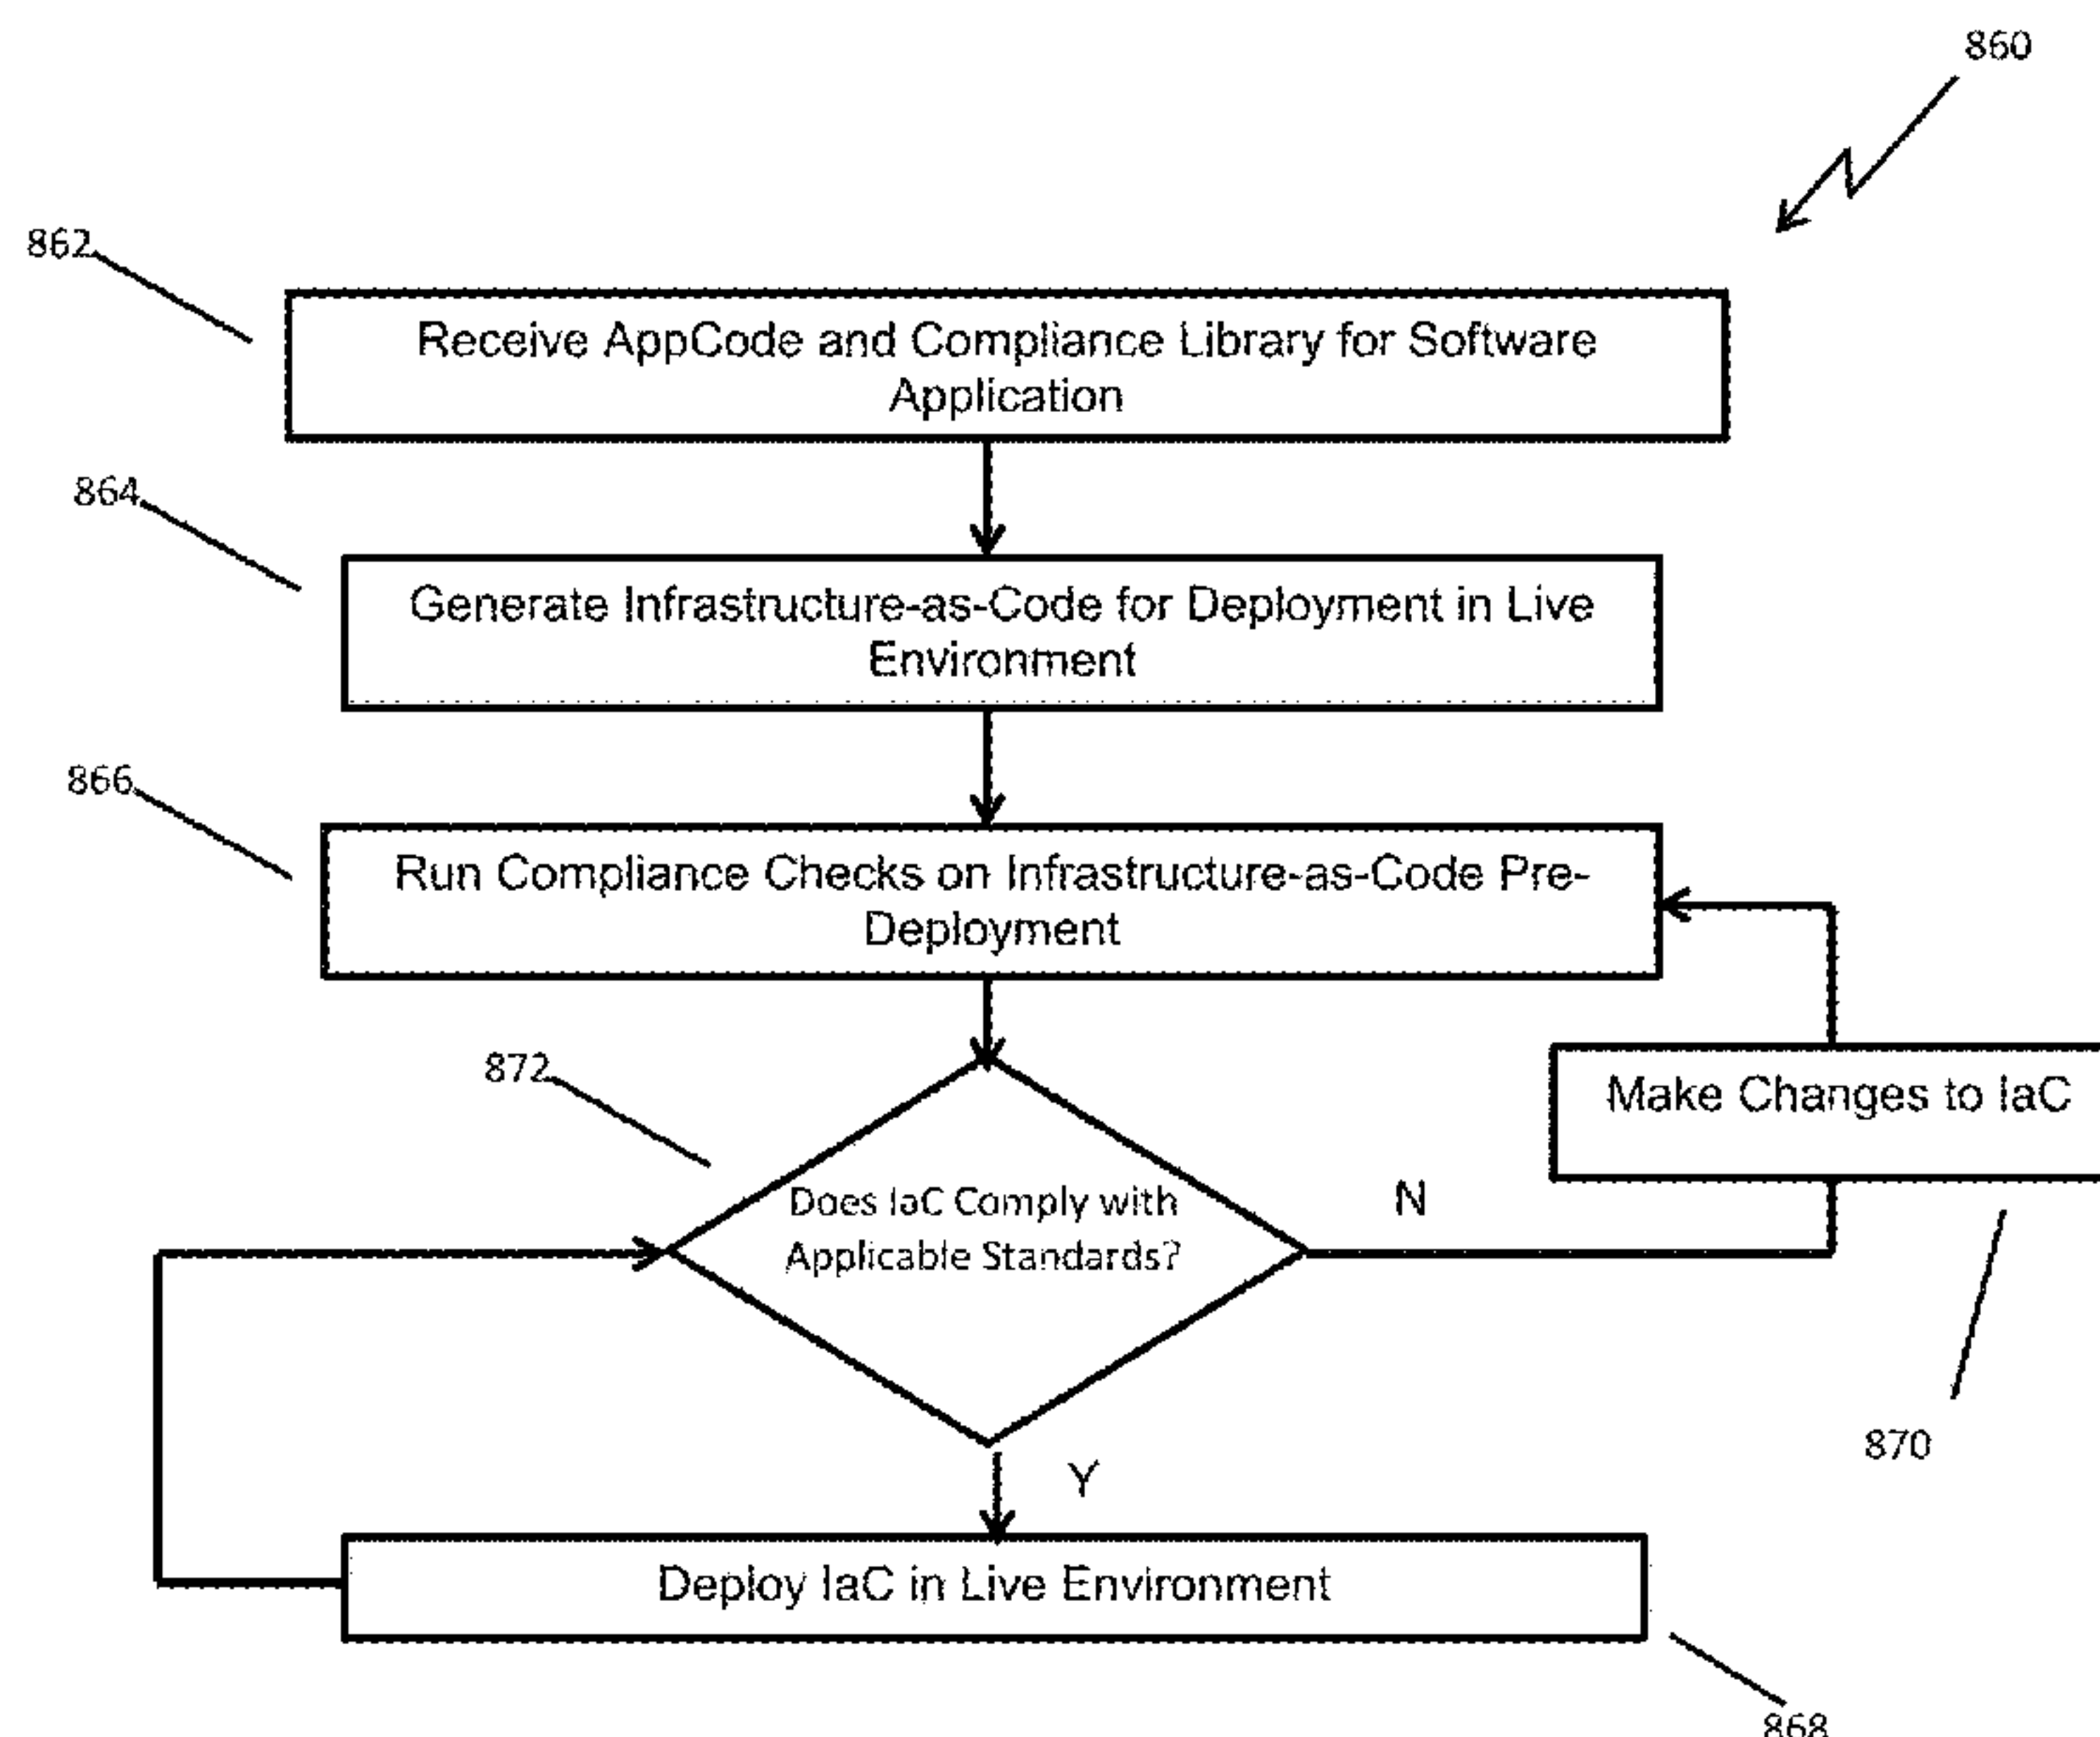 860
862
Receive AppCode and Compliance Library for Software
Application
864
Generate Infrastructure-as-Code for Deployment in Live
Environment
866
Run Compliance Checks on Infrastructure-as-Code Pre-
Deployment
872
Make Changes to IaC
Does IaC Comply with
Applicable Standards?
N
870
Y
Deploy IaC in Live Environment
868